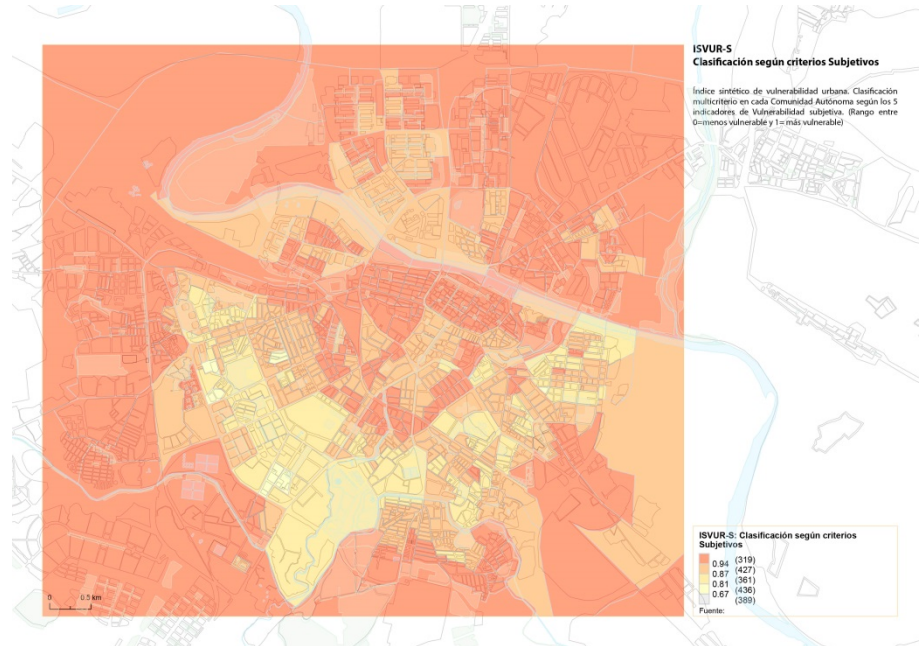 ISVUR-S
Clasificación según criterios Subjetivos
Índice sintético de vulnerabilidad urbana. Clasificación
multicriterio en cada Comunidad Autónoma según los 5
indicadores de Vulnerabilidad subjetiva. (Rango entre
0=menos vulnerable y 1=más vulnerable)
ISVUR-S: Clasificación según criterios
Subjetivos
(319)
0.94
(427)
0.87
(361)
0.81
(436)
0.67
(389)
Fuente:
0 0.5 km